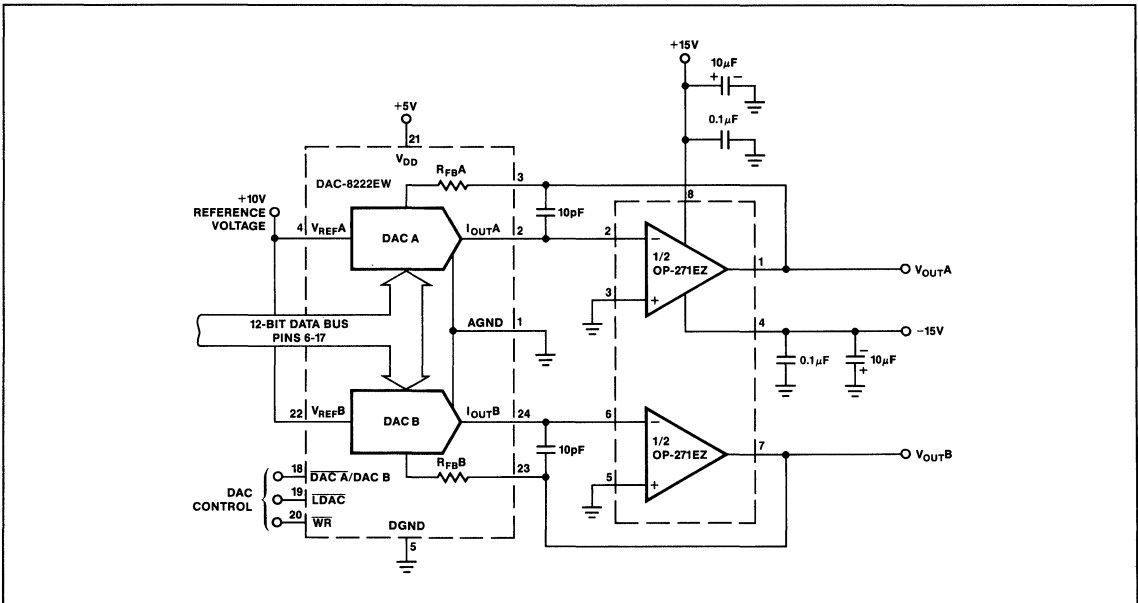 +15V
10μF
+ −
0.1μF
+5V
21
VDD
RFBA
3
DAC-8222EW
8
+10V
REFERENCE
VOLTAGE
10pF
4
VREFA
DAC A
IOUTA
2
2
−
1/2
OP-271EZ
1
VOUTA
3
+
12-BIT DATA BUS
PINS 6-17
AGND
1
4
−15V
0.1μF
−
10μF
+
22
VREFB
DAC B
IOUTB
24
6
−
10pF
1/2
OP-271EZ
7
VOUTB
RFBB
23
5
+
DAC
CONTROL
18
D̅A̅C̅ A̅/DAC B
19
L̅D̅A̅C̅
20
W̅R̅
DGND
5